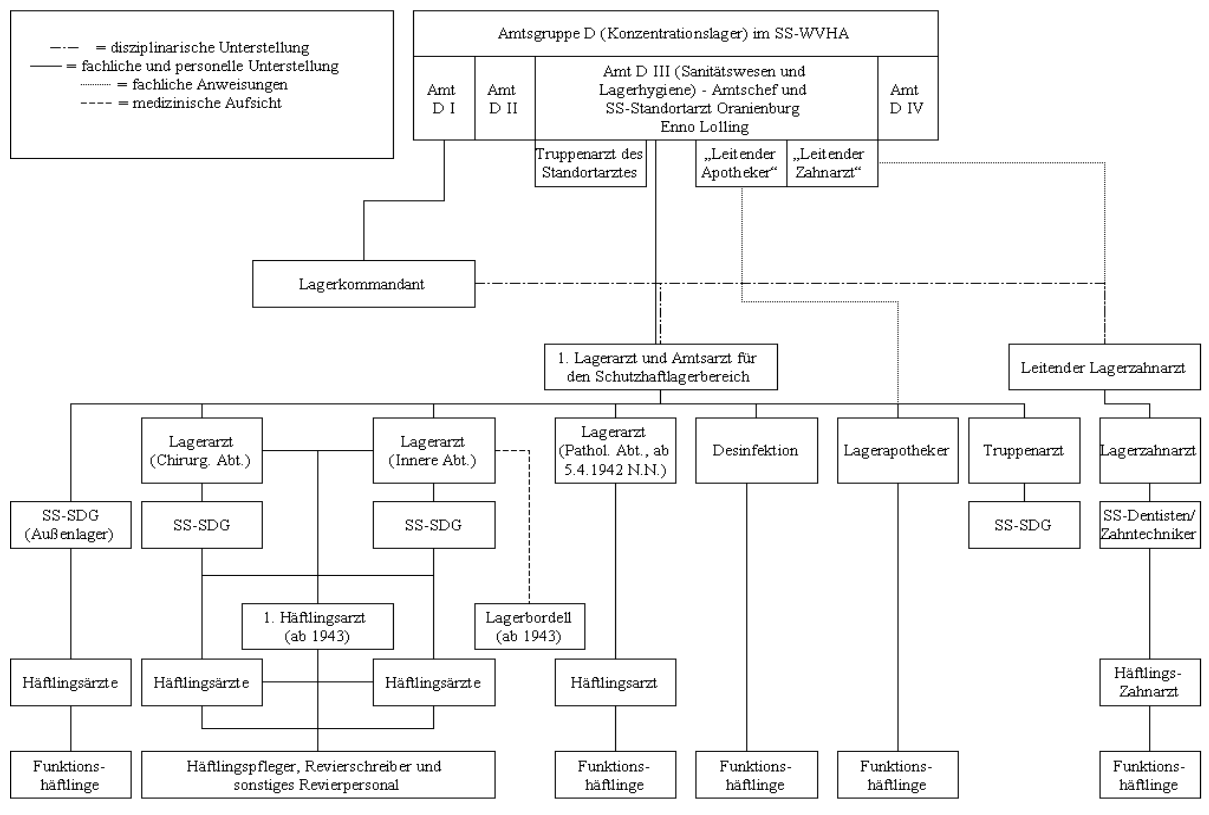 = disziplinarische Unterstellung
= fachliche und personelle Unterstellung
= fachliche Anweisungen
= medizinische Aufsicht
Amtsgruppe D (Konzentrationslager) im SS-WVHA
Amt
D I
Amt
D II
Amt D III (Sanitätswesen und
Lagerhygiene) - Amtschef und
SS-Standortarzt Oranienburg
Enno Lolling
Amt
D IV
Truppenarzt des
Standortarztes
„Leitender
Apotheker“
„Leitender
Zahnarzt“
Lagerkommandant
1. Lagerarzt und Amtsarzt für
den Schutzhaftlagerbereich
Leitender Lagerzahnarzt
Lagerarzt
(Chirurg. Abt.)
Lagerarzt
(Innere Abt.)
Lagerarzt
(Pathol. Abt., ab
5.4.1942 N.N.)
Desinfektion
Lagerapotheker
Truppenarzt
Lagerzahnarzt
SS-SDG
(Außenlager)
SS-SDG
SS-SDG
SS-SDG
SS-Dentisten/
Zahntechniker
1. Häftlingsarzt
(ab 1943)
Lagerbordell
(ab 1943)
Häftlingsärzte
Häftlingsärzte
Häftlingsärzte
Häftlingsarzt
Häftlings-
Zahnarzt
Funktions-
häftlinge
Häftlingspfleger, Revierschreiber und
sonstiges Revierpersonal
Funktions-
häftlinge
Funktions-
häftlinge
Funktions-
häftlinge
Funktions-
häftlinge